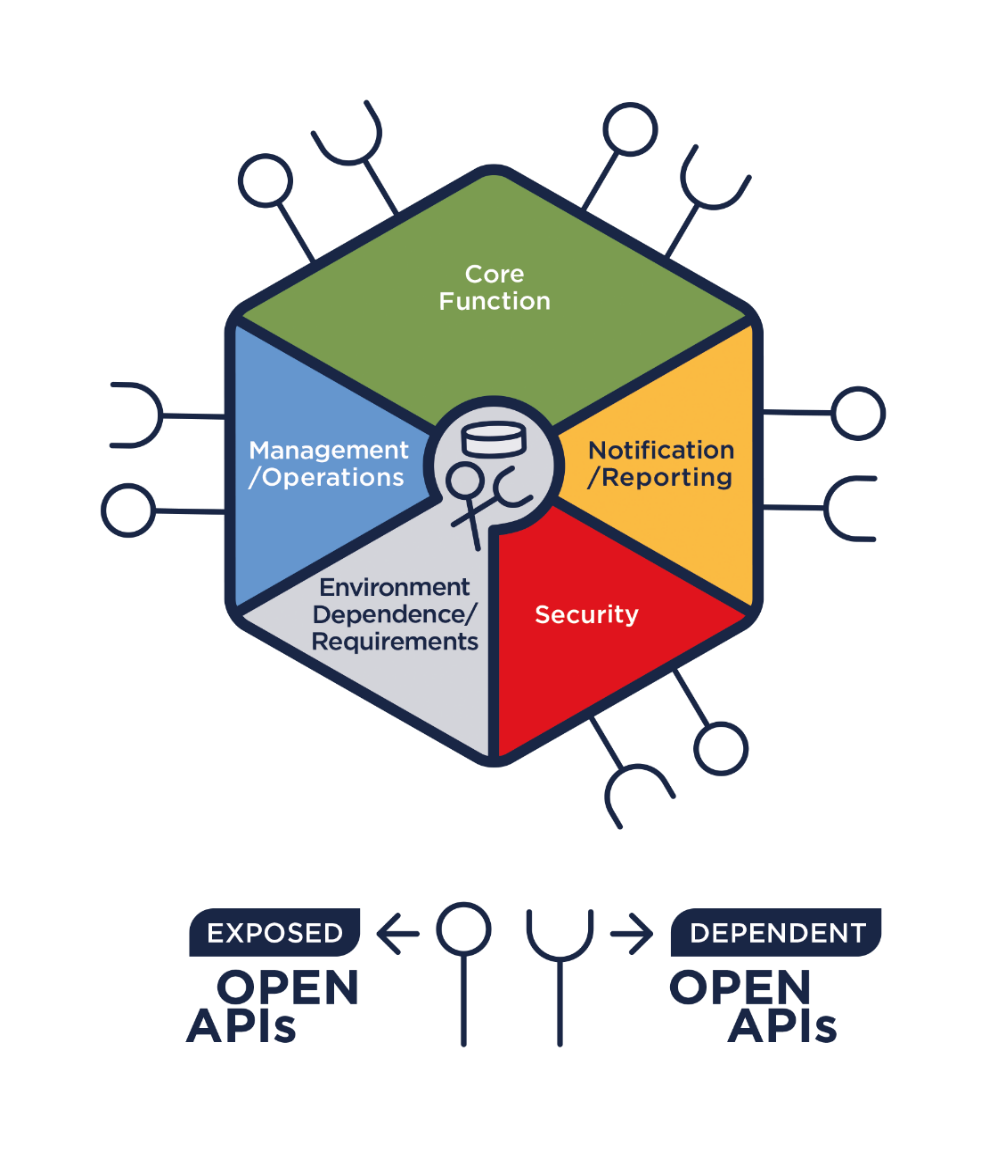 Core
Function
Management
/Operations
Notification
/Reporting
Environment
Dependence/
Requirements
Security
EXPOSED
OPEN
APIs
DEPENDENT
OPEN
APIs